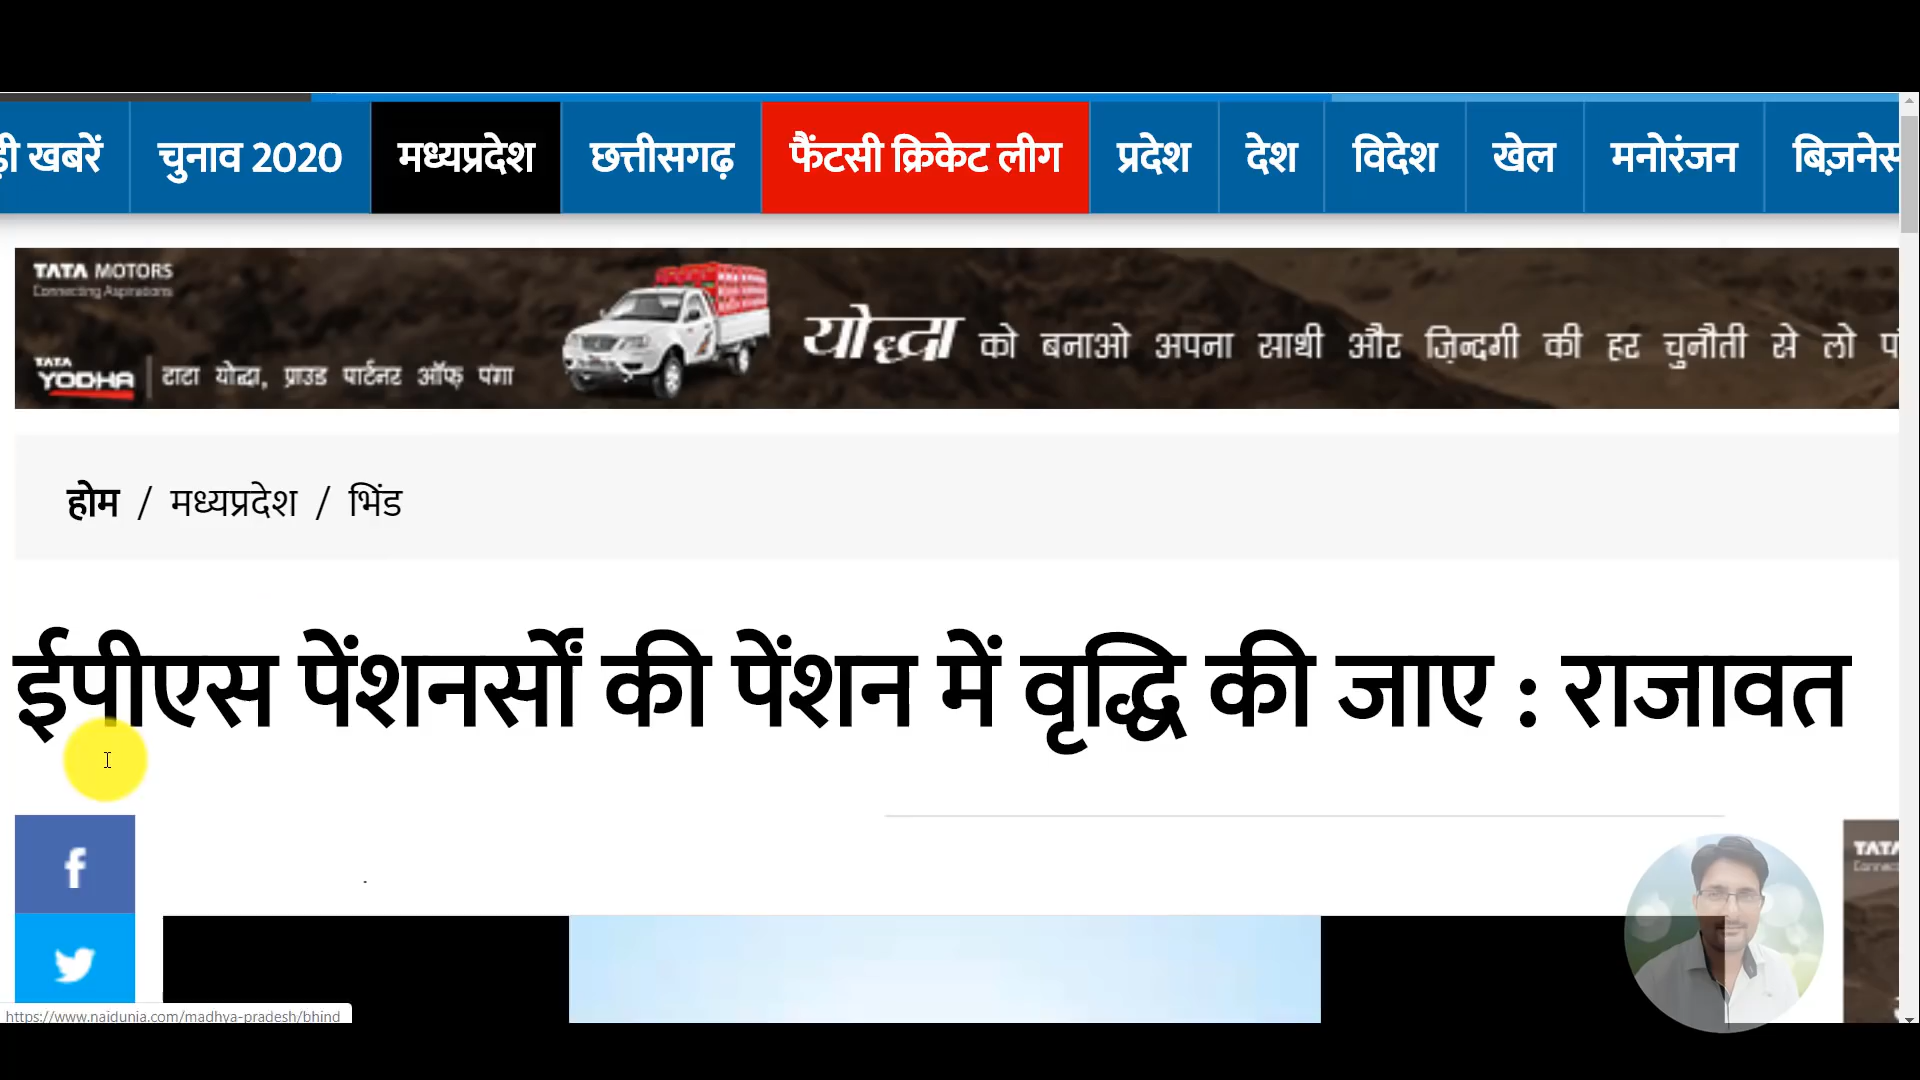 ी खबरें चुनाव 2020 मध्यप्रदेश छत्तीसगढ़ फैंटसी क्रिकेट लीग प्रदेश देश विदेश खेल मनोरंजन बिज़नेस
TATA MOTORS
Connecting Aspirations
योद्धा को बनाओ अपना साथी और ज़िन्दगी की हर चुनौती से लो
TATA
YODHA टाटा योद्धा, प्राउड पार्टनर ऑफ़ पंगा
होम / मध्यप्रदेश / भिंड
ईपीएस पेंशनर्सों की पेंशन में वृद्धि की जाए : राजावत
f
TATA
https://www.naidunia.com/madhya-pradesh/bhind